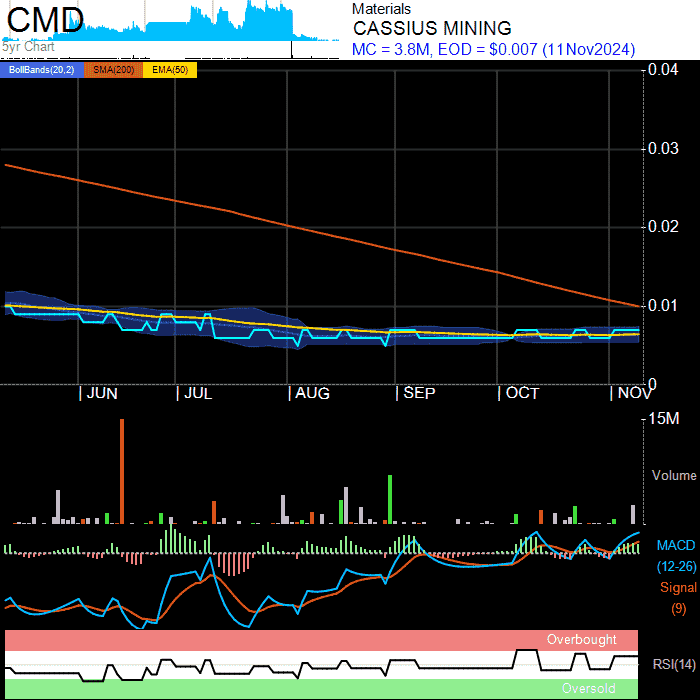 CMD
5yr Chart
Materials
CASSIUS MINING
MC = 3.8M, EOD = $0.007 (11Nov2024)
BollBands(20,2) SMA(200) EMA(50)
0.04
0.03
0.02
0.01
0
JUN JUL AUG SEP OCT NOV
15M
Volume
MACD
(12-26)
Signal
(9)
Overbought
RSI(14)
Oversold